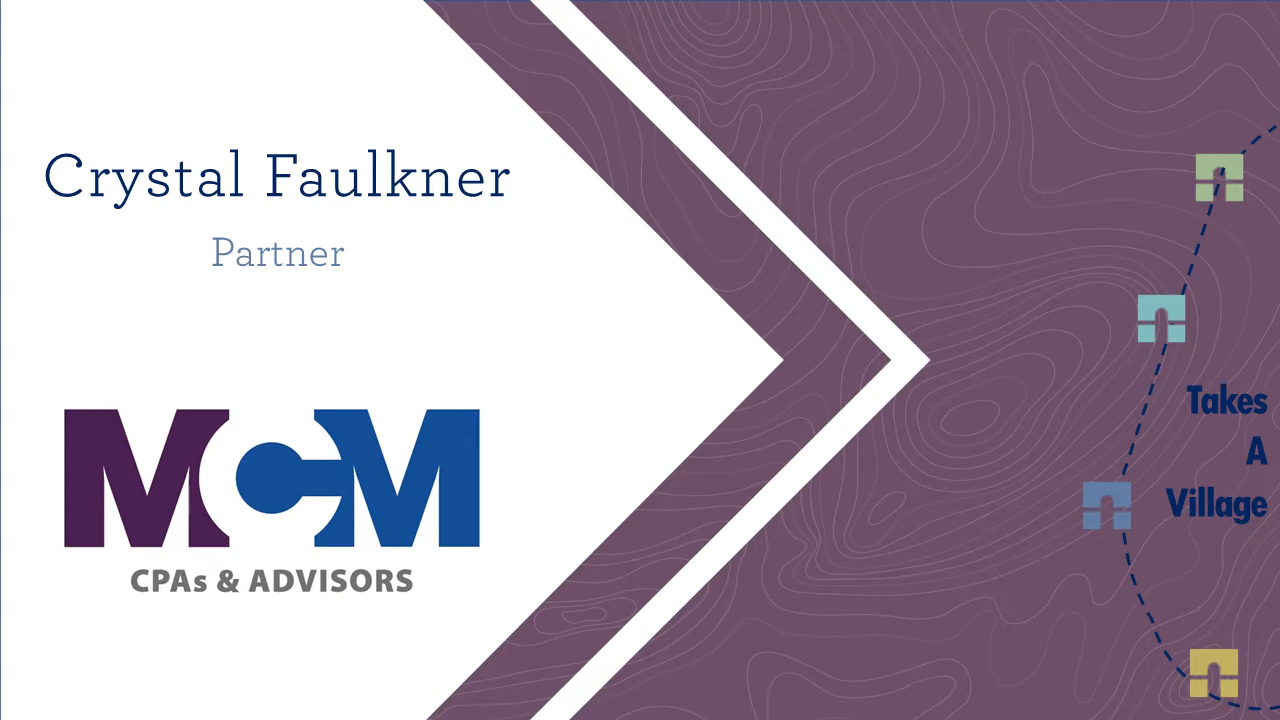 Crystal Faulkner
Partner
MCM
CPAs & ADVISORS
Takes
A
Village